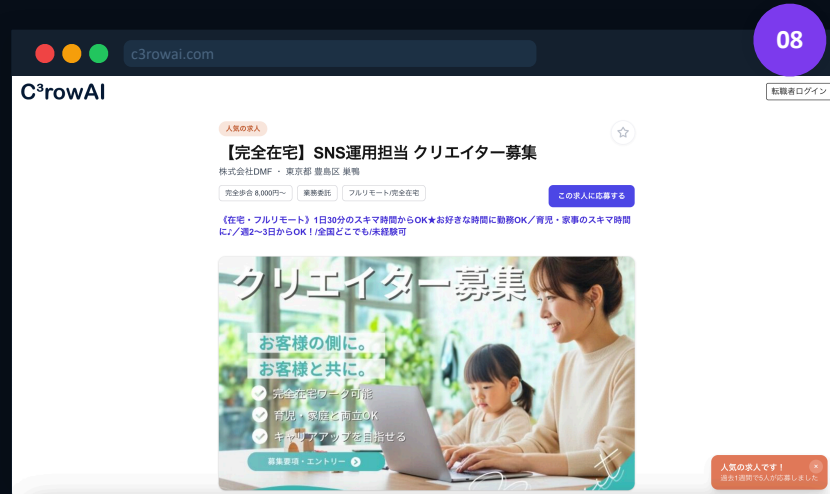 08
c3rowai.com
C³rowAI
転職者ログイン
人気の求人
【完全在宅】SNS運用担当 クリエイター募集
株式会社DMF ・ 東京都 豊島区 巣鴨
完全歩合 8,000円〜
業務委託
フルリモート/完全在宅
この求人に応募する
《在宅・フルリモート》1日30分のスキマ時間からOK★お好きな時間に勤務OK／育児・家事のスキマ時間
に♪／週2〜3日からOK！/全国どこでも/未経験可
クリエイター募集
お客様の側に。
お客様と共に。
完全在宅ワーク可能
育児・家庭と両立OK
キャリアアップを目指せる
募集要項・エントリー
人気の求人です！
過去1週間で5人が応募しました